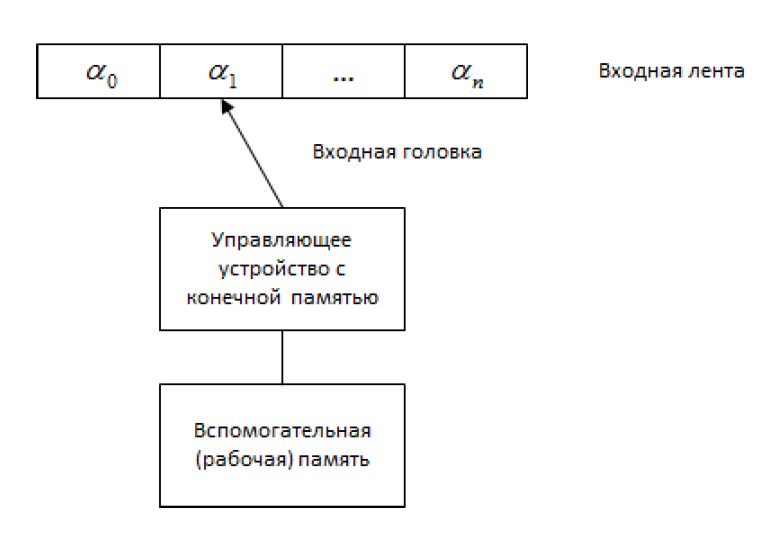 α₀ α₁ ... αₙ Входная лента
Входная головка
Управляющее
устройство с
конечной памятью
Вспомогательная
(рабочая) память